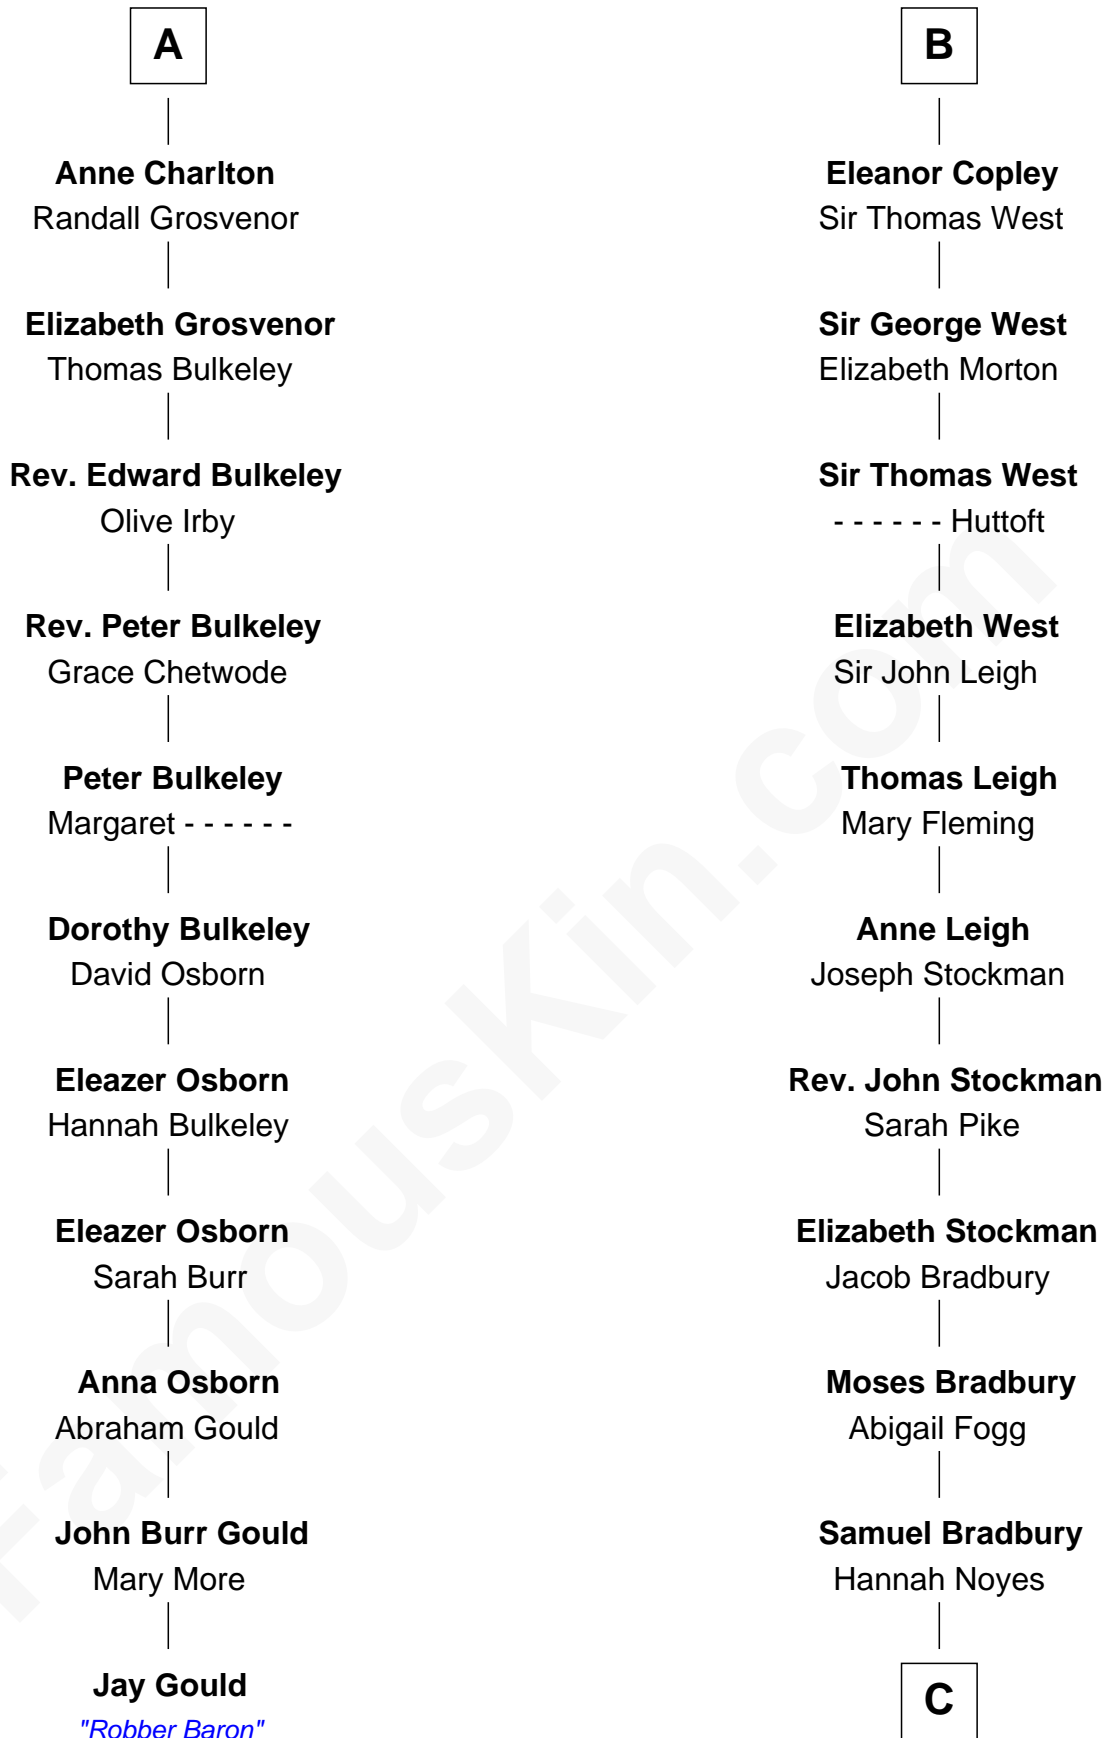 A
Anne Charlton
Randall Grosvenor
Elizabeth Grosvenor
Thomas Bulkeley
Rev. Edward Bulkeley
Olive Irby
Rev. Peter Bulkeley
Grace Chetwode
Peter Bulkeley
Margaret - - - - - -
Dorothy Bulkeley
David Osborn
Eleazer Osborn
Hannah Bulkeley
Eleazer Osborn
Sarah Burr
Anna Osborn
Abraham Gould
John Burr Gould
Mary More
Jay Gould
"Robber Baron"
B
Eleanor Copley
Sir Thomas West
Sir George West
Elizabeth Morton
Sir Thomas West
- - - - - - Huttoft
Elizabeth West
Sir John Leigh
Thomas Leigh
Mary Fleming
Anne Leigh
Joseph Stockman
Rev. John Stockman
Sarah Pike
Elizabeth Stockman
Jacob Bradbury
Moses Bradbury
Abigail Fogg
Samuel Bradbury
Hannah Noyes
C
FamousKin.com